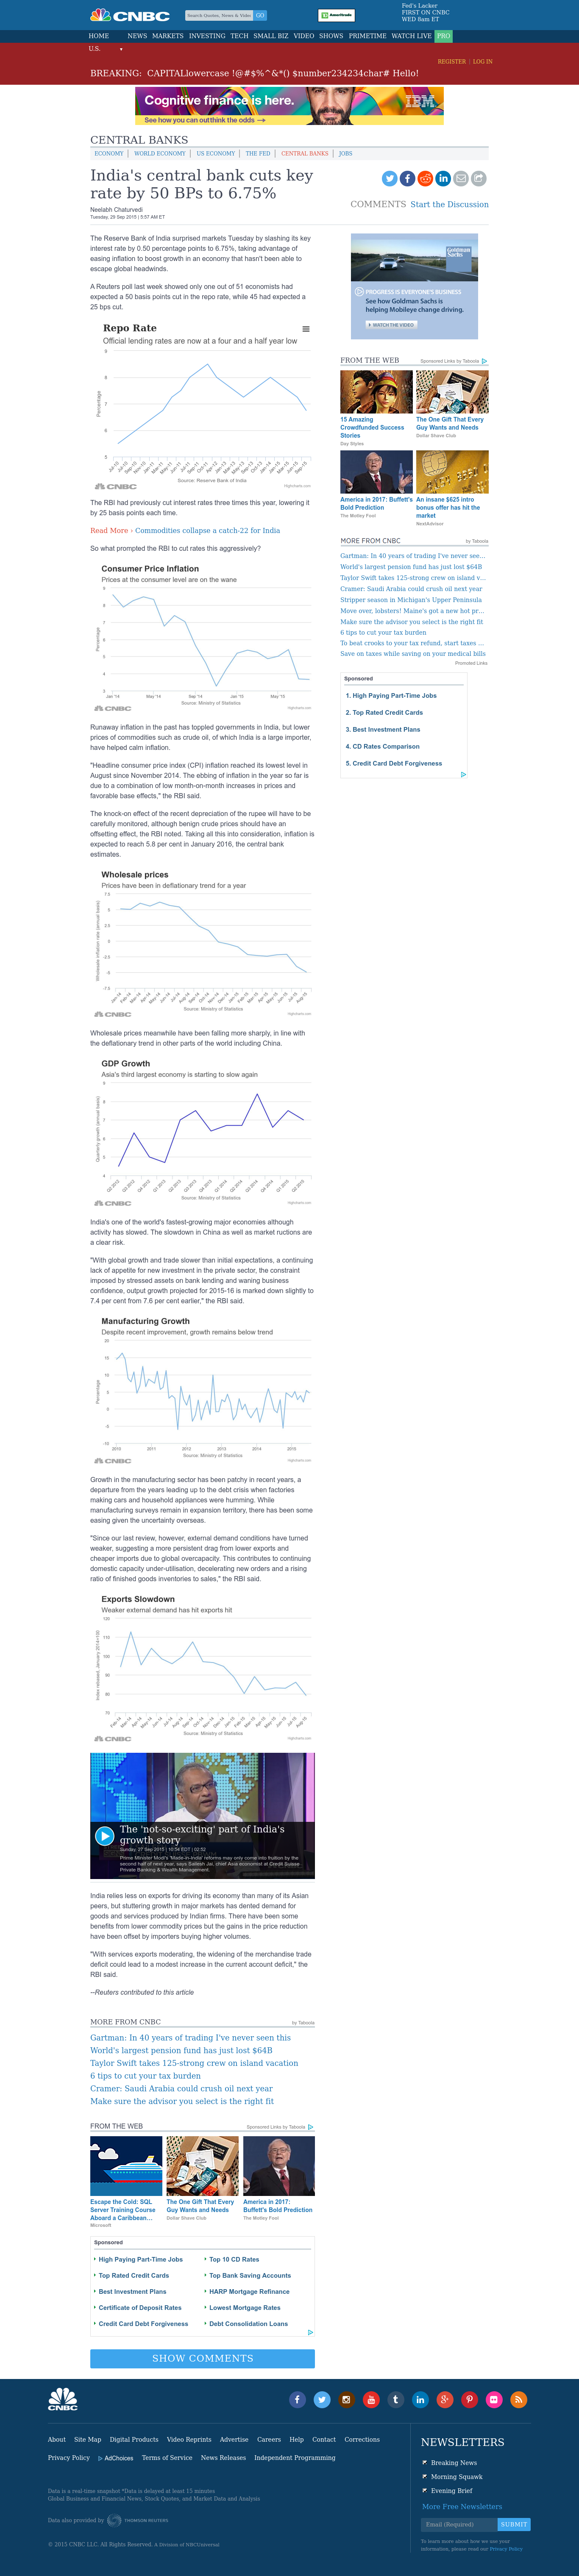 CNBC
Search Quotes, News & Video
GO
Ameritrade
Fed's Lacker
FIRST ON CNBC
WED 8am ET
HOME
U.S.
NEWS
MARKETS
INVESTING
TECH
SMALL BIZ
VIDEO
SHOWS
PRIMETIME
WATCH LIVE
PRO
REGISTER | LOG IN
BREAKING: CAPITALlowercase !@#$%^&*() $number234234char# Hello!
Cognitive finance is here.
See how you can outthink the odds →
IBM
CENTRAL BANKS
ECONOMY
WORLD ECONOMY
US ECONOMY
THE FED
CENTRAL BANKS
JOBS
India's central bank cuts key
rate by 50 BPs to 6.75%
Neelabh Chaturvedi
Tuesday, 29 Sep 2015 | 5:57 AM ET
COMMENTS Start the Discussion
The Reserve Bank of India surprised markets Tuesday by slashing its key
interest rate by 0.50 percentage points to 6.75%, taking advantage of
easing inflation to boost growth in an economy that hasn't been able to
escape global headwinds.
A Reuters poll last week showed only one out of 51 economists had
expected a 50 basis points cut in the repo rate, while 45 had expected a
25 bps cut.
Repo Rate
Official lending rates are now at a four and a half year low
Percentage
Source: Reserve Bank of India
CNBC
Highcharts.com
The RBI had previously cut interest rates three times this year, lowering it
by 25 basis points each time.
Read More › Commodities collapse a catch-22 for India
So what prompted the RBI to cut rates this aggressively?
Consumer Price Inflation
Prices at the consumer level on the wane
Percentage
Jan '14
May '14
Sep '14
Jan '15
May '15
Source: Ministry of Statistics
CNBC
Highcharts.com
Runaway inflation in the past has toppled governments in India, but lower
prices of commodities such as crude oil, of which India is a large importer,
have helped calm inflation.
"Headline consumer price index (CPI) inflation reached its lowest level in
August since November 2014. The ebbing of inflation in the year so far is
due to a combination of low month-on-month increases in prices and
favorable base effects," the RBI said.
The knock-on effect of the recent depreciation of the rupee will have to be
carefully monitored, although benign crude prices should have an
offsetting effect, the RBI noted. Taking all this into consideration, inflation is
expected to reach 5.8 per cent in January 2016, the central bank
estimates.
Wholesale prices
Prices have been in deflationary trend for a year
Wholesale inflation rate (annual basis)
Source: Ministry of Statistics
CNBC
Highcharts.com
Wholesale prices meanwhile have been falling more sharply, in line with
the deflationary trend in other parts of the world including China.
GDP Growth
Asia's third largest economy is starting to slow again
Quarterly growth (annual basis)
Source: Ministry of Statistics
CNBC
Highcharts.com
India's one of the world's fastest-growing major economies although
activity has slowed. The slowdown in China as well as market ructions are
a clear risk.
"With global growth and trade slower than initial expectations, a continuing
lack of appetite for new investment in the private sector, the constraint
imposed by stressed assets on bank lending and waning business
confidence, output growth projected for 2015-16 is marked down slightly to
7.4 per cent from 7.6 per cent earlier," the RBI said.
Manufacturing Growth
Despite recent improvement, growth remains below trend
Percentage
2010
2011
2012
2013
2014
2015
Source: Ministry of Statistics
CNBC
Highcharts.com
Growth in the manufacturing sector has been patchy in recent years, a
departure from the years leading up to the debt crisis when factories
making cars and household appliances were humming. While
manufacturing surveys remain in expansion territory, there has been some
easing given the uncertainty overseas.
"Since our last review, however, external demand conditions have turned
weaker, suggesting a more persistent drag from lower exports and
cheaper imports due to global overcapacity. This contributes to continuing
domestic capacity under-utilisation, decelerating new orders and a rising
ratio of finished goods inventories to sales," the RBI said.
Exports Slowdown
Weaker external demand has hit exports hit
Index rebased, January 2014=100
Source: Ministry of Statistics
CNBC
Highcharts.com
The 'not-so-exciting' part of India's
growth story
Sunday, 27 Sep 2015 | 10:54 EDT | 02:52
Prime Minister Modi's 'Made-in-India' reforms may only come into fruition by the
second half of next year, says Sailesh Jai, chief Asia economist at Credit Suisse
Private Banking & Wealth Management.
India relies less on exports for driving its economy than many of its Asian
peers, but stuttering growth in major markets has dented demand for
goods and services produced by Indian firms. There have been some
benefits from lower commodity prices but the gains in the price reduction
have been offset by importers buying higher volumes.
"With services exports moderating, the widening of the merchandise trade
deficit could lead to a modest increase in the current account deficit," the
RBI said.
--Reuters contributed to this article
MORE FROM CNBC
by Taboola
Gartman: In 40 years of trading I've never seen this
World's largest pension fund has just lost $64B
Taylor Swift takes 125-strong crew on island vacation
6 tips to cut your tax burden
Cramer: Saudi Arabia could crush oil next year
Make sure the advisor you select is the right fit
FROM THE WEB
Sponsored Links by Taboola
Escape the Cold: SQL
Server Training Course
Aboard a Caribbean...
Microsoft
The One Gift That Every
Guy Wants and Needs
Dollar Shave Club
America in 2017:
Buffett's Bold Prediction
The Motley Fool
Sponsored
High Paying Part-Time Jobs
Top Rated Credit Cards
Best Investment Plans
Certificate of Deposit Rates
Credit Card Debt Forgiveness
Top 10 CD Rates
Top Bank Saving Accounts
HARP Mortgage Refinance
Lowest Mortgage Rates
Debt Consolidation Loans
SHOW COMMENTS
Goldman
Sachs
PROGRESS IS EVERYONE'S BUSINESS
See how Goldman Sachs is
helping Mobileye change driving.
WATCH THE VIDEO
FROM THE WEB
Sponsored Links by Taboola
15 Amazing
Crowdfunded Success
Stories
Guy Styles
The One Gift That Every
Guy Wants and Needs
Dollar Shave Club
America in 2017: Buffett's
Bold Prediction
The Motley Fool
An insane $625 intro
bonus offer has hit the
market
NextAdvisor
MORE FROM CNBC
by Taboola
Gartman: In 40 years of trading I've never see...
World's largest pension fund has just lost $64B
Taylor Swift takes 125-strong crew on island v...
Cramer: Saudi Arabia could crush oil next year
Stripper season in Michigan's Upper Peninsula
Move over, lobsters! Maine's got a new hot pr...
Make sure the advisor you select is the right fit
6 tips to cut your tax burden
To beat crooks to your tax refund, start taxes ...
Save on taxes while saving on your medical bills
Promoted Links
Sponsored
1. High Paying Part-Time Jobs
2. Top Rated Credit Cards
3. Best Investment Plans
4. CD Rates Comparison
5. Credit Card Debt Forgiveness
CNBC
About
Site Map
Digital Products
Video Reprints
Advertise
Careers
Help
Contact
Corrections
Privacy Policy
AdChoices
Terms of Service
News Releases
Independent Programming
Data is a real-time snapshot *Data is delayed at least 15 minutes
Global Business and Financial News, Stock Quotes, and Market Data and Analysis
Data also provided by THOMSON REUTERS
© 2015 CNBC LLC. All Rights Reserved. A Division of NBCUniversal
NEWSLETTERS
Breaking News
Morning Squawk
Evening Brief
More Free Newsletters
Email (Required)
SUBMIT
To learn more about how we use your
information, please read our Privacy Policy